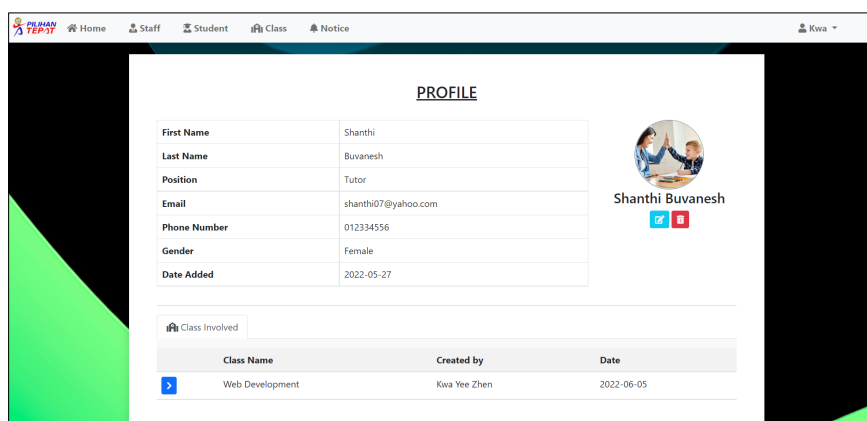 PILIHAN TEPAT Home Staff Student Class Notice Kwa
PROFILE
First Name Shanthi
Last Name Buvanesh
Position Tutor
Email shanthi07@yahoo.com
Phone Number 012334556
Gender Female
Date Added 2022-05-27
Shanthi Buvanesh
Class Involved
Class Name Created by Date
Web Development Kwa Yee Zhen 2022-06-05